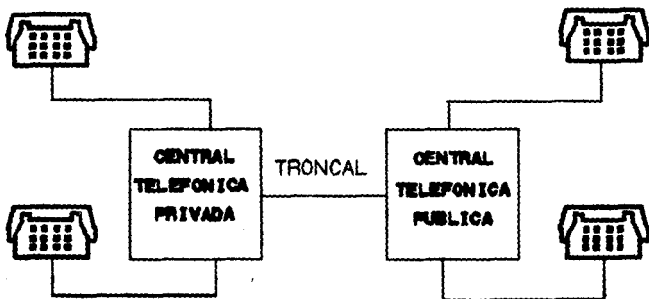 CENTRAL
TELEFONICA
PRIVADA
TRONCAL
CENTRAL
TELEFONICA
PUBLICA